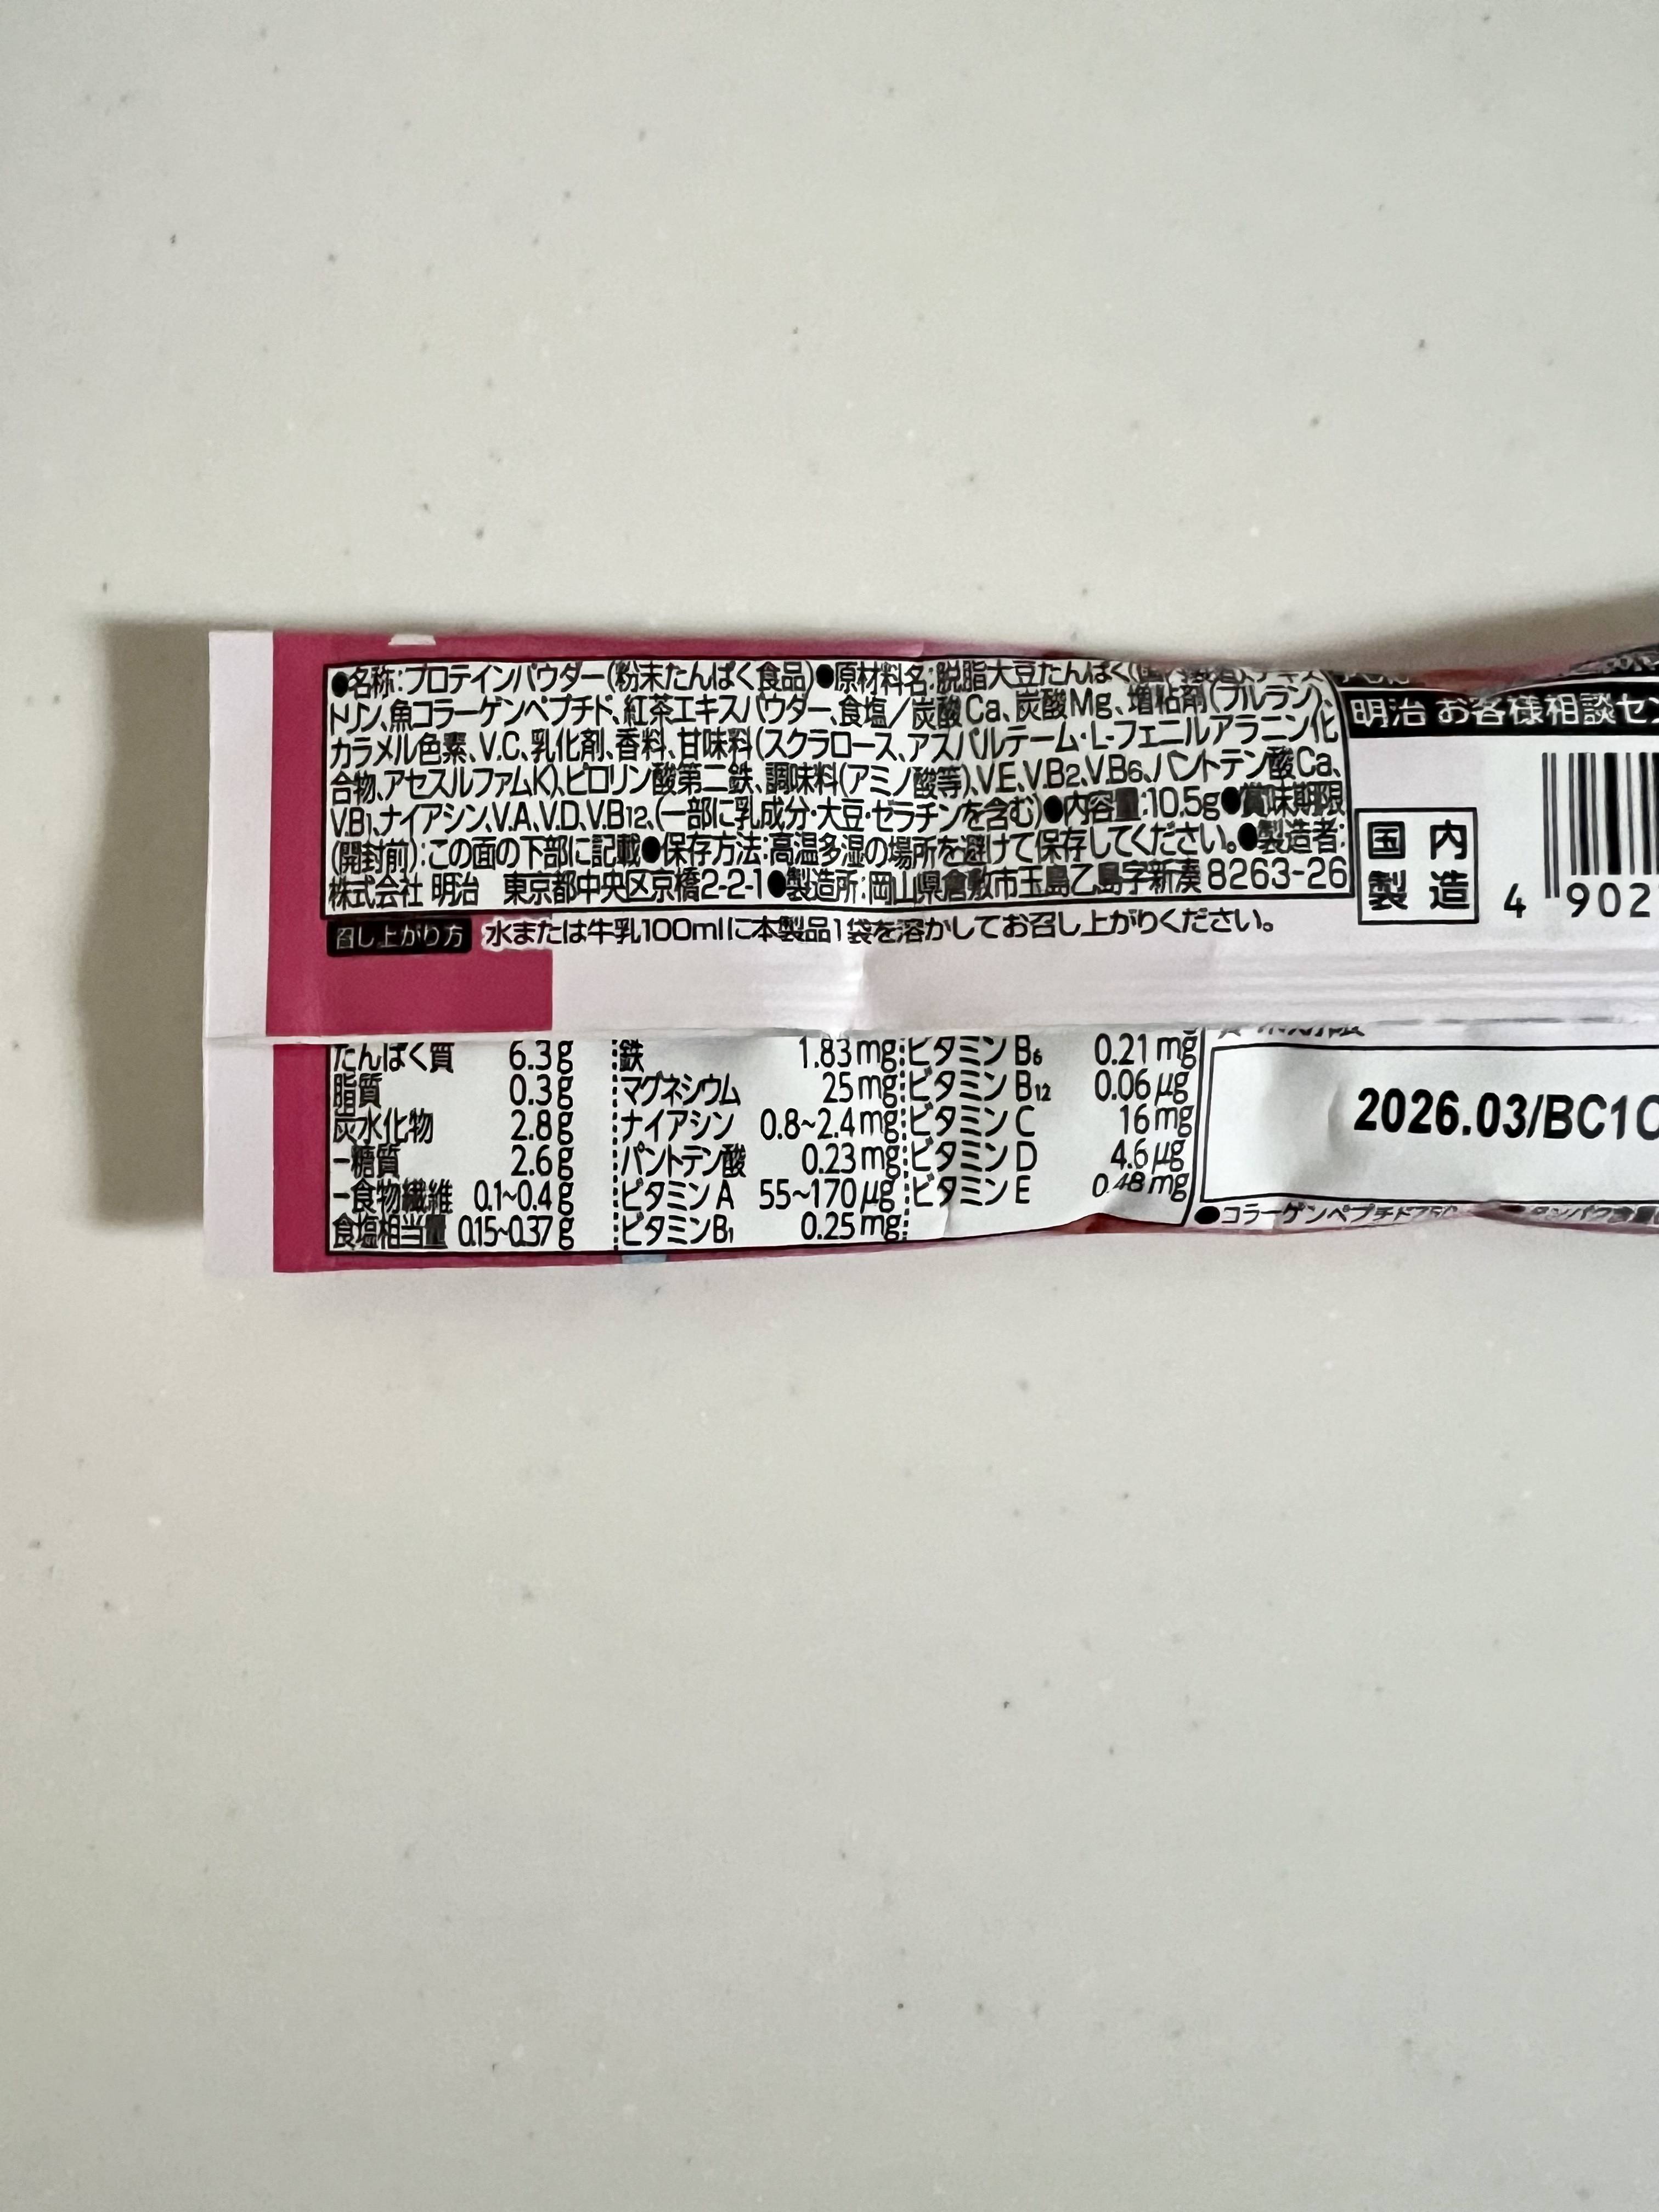 ●名称:プロテインパウダー(粉末たんぱく食品)●原材料名:脱脂大豆たんぱく(国内製造)、デキス
トリン、魚コラーゲンペプチド、紅茶エキスパウダー、食塩／炭酸Ca、炭酸Mg、増粘剤(プルラン)、
カラメル色素、V.C、乳化剤、香料、甘味料(スクラロース、アスパルテーム・L-フェニルアラニン化
合物、アセスルファムK)、ピロリン酸第二鉄、調味料(アミノ酸等)、V.E、V.B2、V.B6、パントテン酸Ca、
V.B1、ナイアシン、V.A、V.D、V.B12、(一部に乳成分・大豆・ゼラチンを含む)●内容量:10.5g●賞味期限
(開封前):この面の下部に記載●保存方法:高温多湿の場所を避けて保存してください。●製造者:
株式会社 明治 東京都中央区京橋2-2-1●製造所:岡山県倉敷市玉島乙島字新湊8263-26
召し上がり方 水または牛乳100mlに本製品1袋を溶かしてお召し上がりください。
明治 お客様相談セン
国内
製造
4 902
たんぱく質 6.3g 鉄 1.83mg ビタミンB6 0.21mg
脂質 0.3g マグネシウム 25mg ビタミンB12 0.06μg
炭水化物 2.8g ナイアシン 0.8~2.4mg ビタミンC 16mg
-糖質 2.6g パントテン酸 0.23mg ビタミンD 4.6μg
-食物繊維 0.1~0.4g ビタミンA 55~170μg ビタミンE 0.48mg
食塩相当量 0.15~0.37g ビタミンB1 0.25mg
2026.03/BC1
●コラーゲンペプチド750